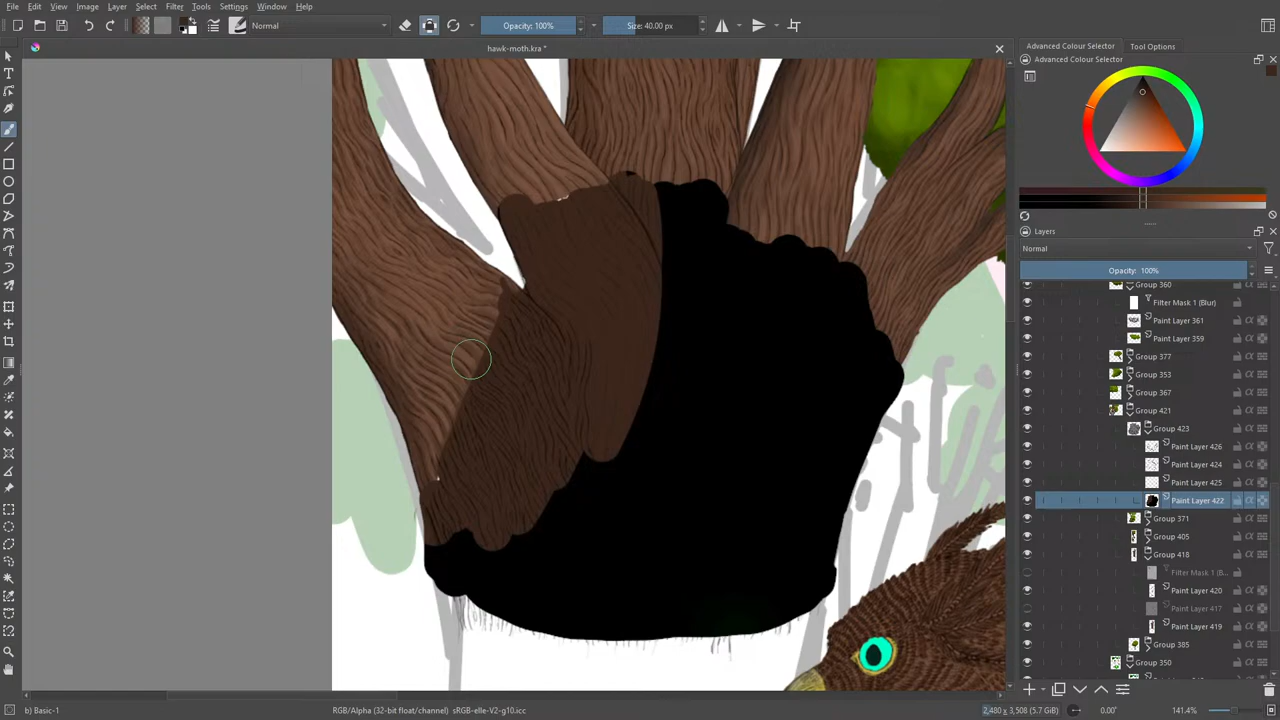 File Edit View Image Layer Select Filter Tools Settings Window Help
Normal Opacity: 100% Size: 40.00 px
hawk-moth.kra *
Advanced Colour Selector Tool Options
Advanced Colour Selector
Layers
Normal
Opacity: 100%
Group 360
Filter Mask 1 (Blur)
Paint Layer 361
Paint Layer 359
Group 377
Group 353
Group 367
Group 421
Group 423
Paint Layer 426
Paint Layer 424
Paint Layer 425
Paint Layer 422
Group 371
Group 405
Group 418
Filter Mask 1 (B...
Paint Layer 420
Paint Layer 417
Paint Layer 419
Group 385
Group 350
b) Basic-1 RGB/Alpha (32-bit float/channel) sRGB-elle-V2-g10.icc 2,480 x 3,508 (5.7 GiB) 0.00° 141.4%